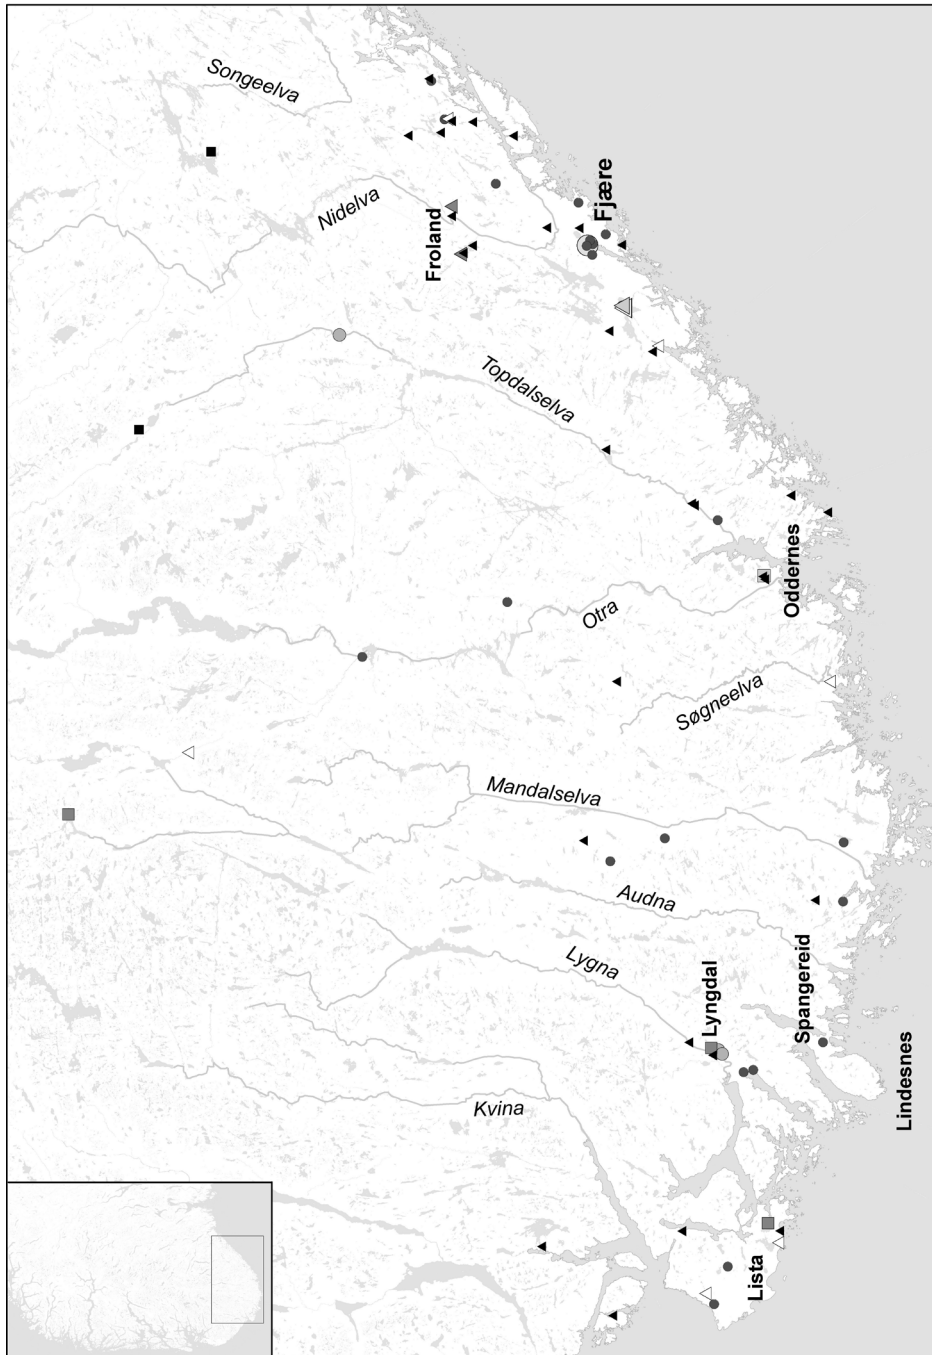 Songeelva
Nidelva
Froland
Fjære
Topdalselva
Otra
Oddernes
Søgneelva
Mandalselva
Audna
Lygna
Lyngdal
Spangereid
Lindesnes
Kvina
Lista